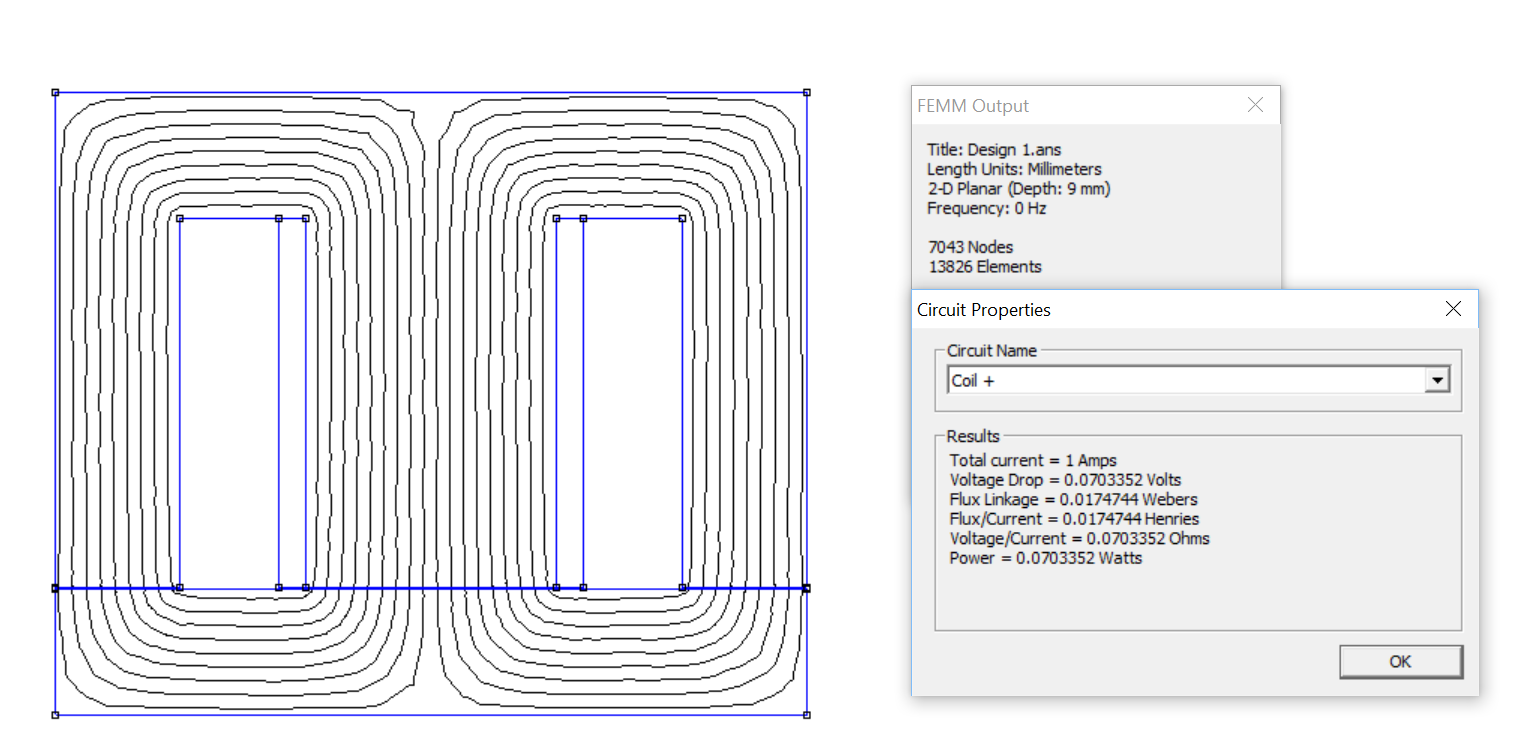 FEMM Output
Title: Design 1.ans
Length Units: Millimeters
2-D Planar (Depth: 9 mm)
Frequency: 0 Hz
7043 Nodes
13826 Elements
Circuit Properties
Circuit Name
Coil +
Results
Total current = 1 Amps
Voltage Drop = 0.0703352 Volts
Flux Linkage = 0.0174744 Webers
Flux/Current = 0.0174744 Henries
Voltage/Current = 0.0703352 Ohms
Power = 0.0703352 Watts
OK